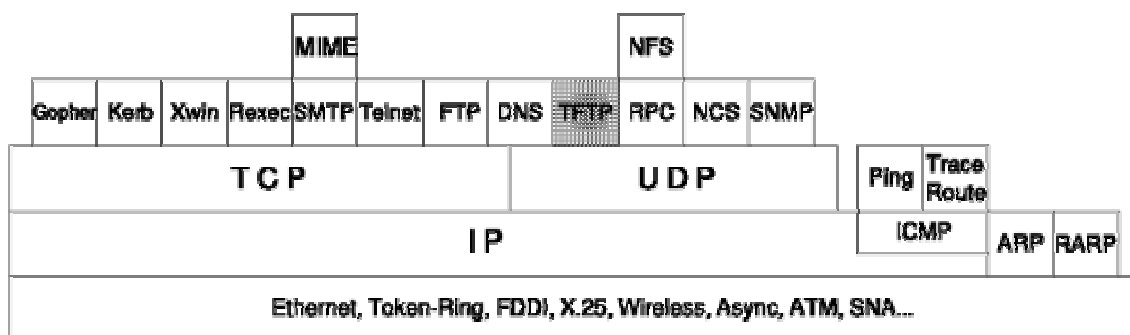 MIME NFS
Gopher Kerb Xwin Rexec SMTP Telnet FTP DNS TFTP RPC NCS SNMP
TCP UDP Ping Trace
Route
IP ICMP ARP RARP
Ethernet, Token-Ring, FDDI, X.25, Wireless, Async, ATM, SNA...